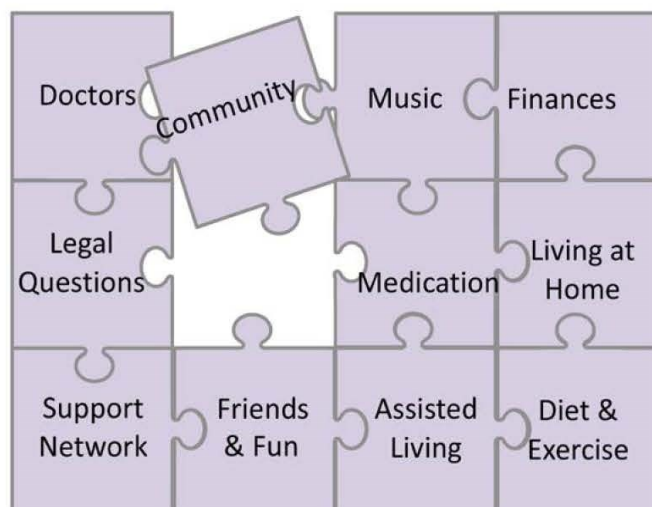 Doctors
Community
Music
Finances
Legal
Questions
Medication
Living at
Home
Support
Network
Friends
& Fun
Assisted
Living
Diet &
Exercise